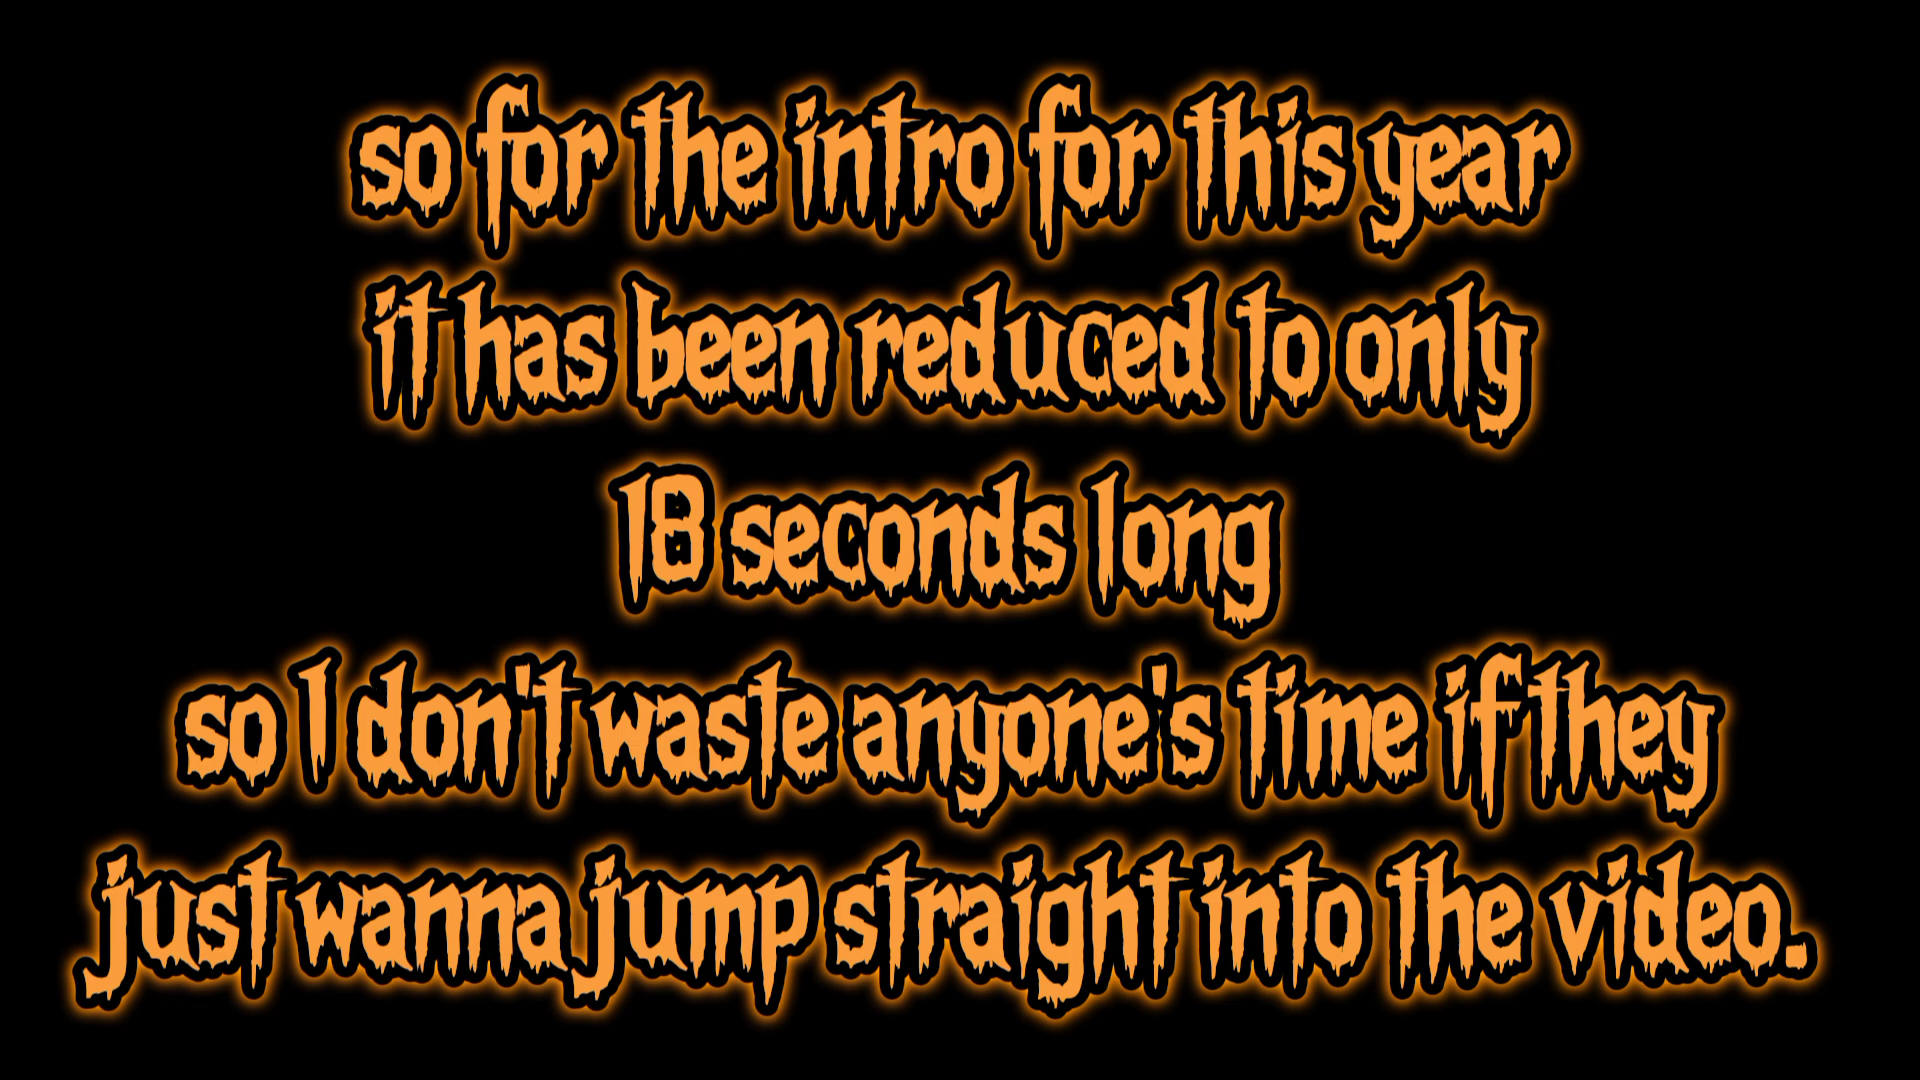 so for the intro for this year
it has been reduced to only
18 seconds long
so I don't waste anyone's time if they
just wanna jump straight into the video.